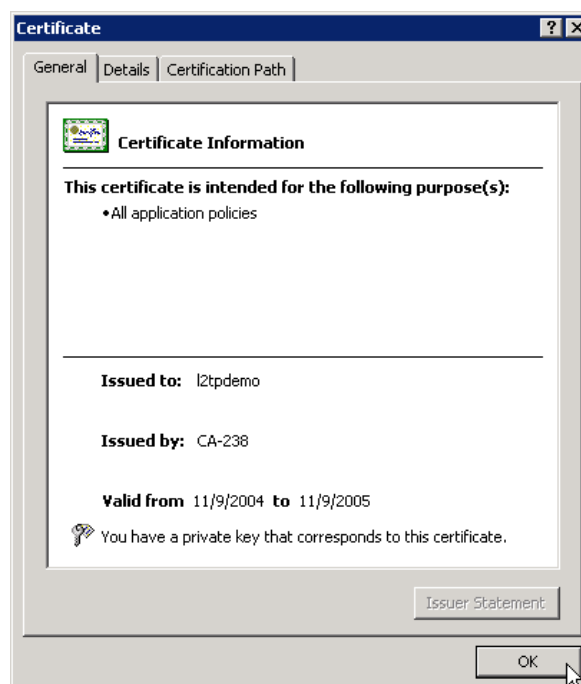 Certificate
General
Details
Certification Path
Certificate Information
This certificate is intended for the following purpose(s):
•All application policies
Issued to: l2tpdemo
Issued by: CA-238
Valid from 11/9/2004 to 11/9/2005
You have a private key that corresponds to this certificate.
Issuer Statement
OK